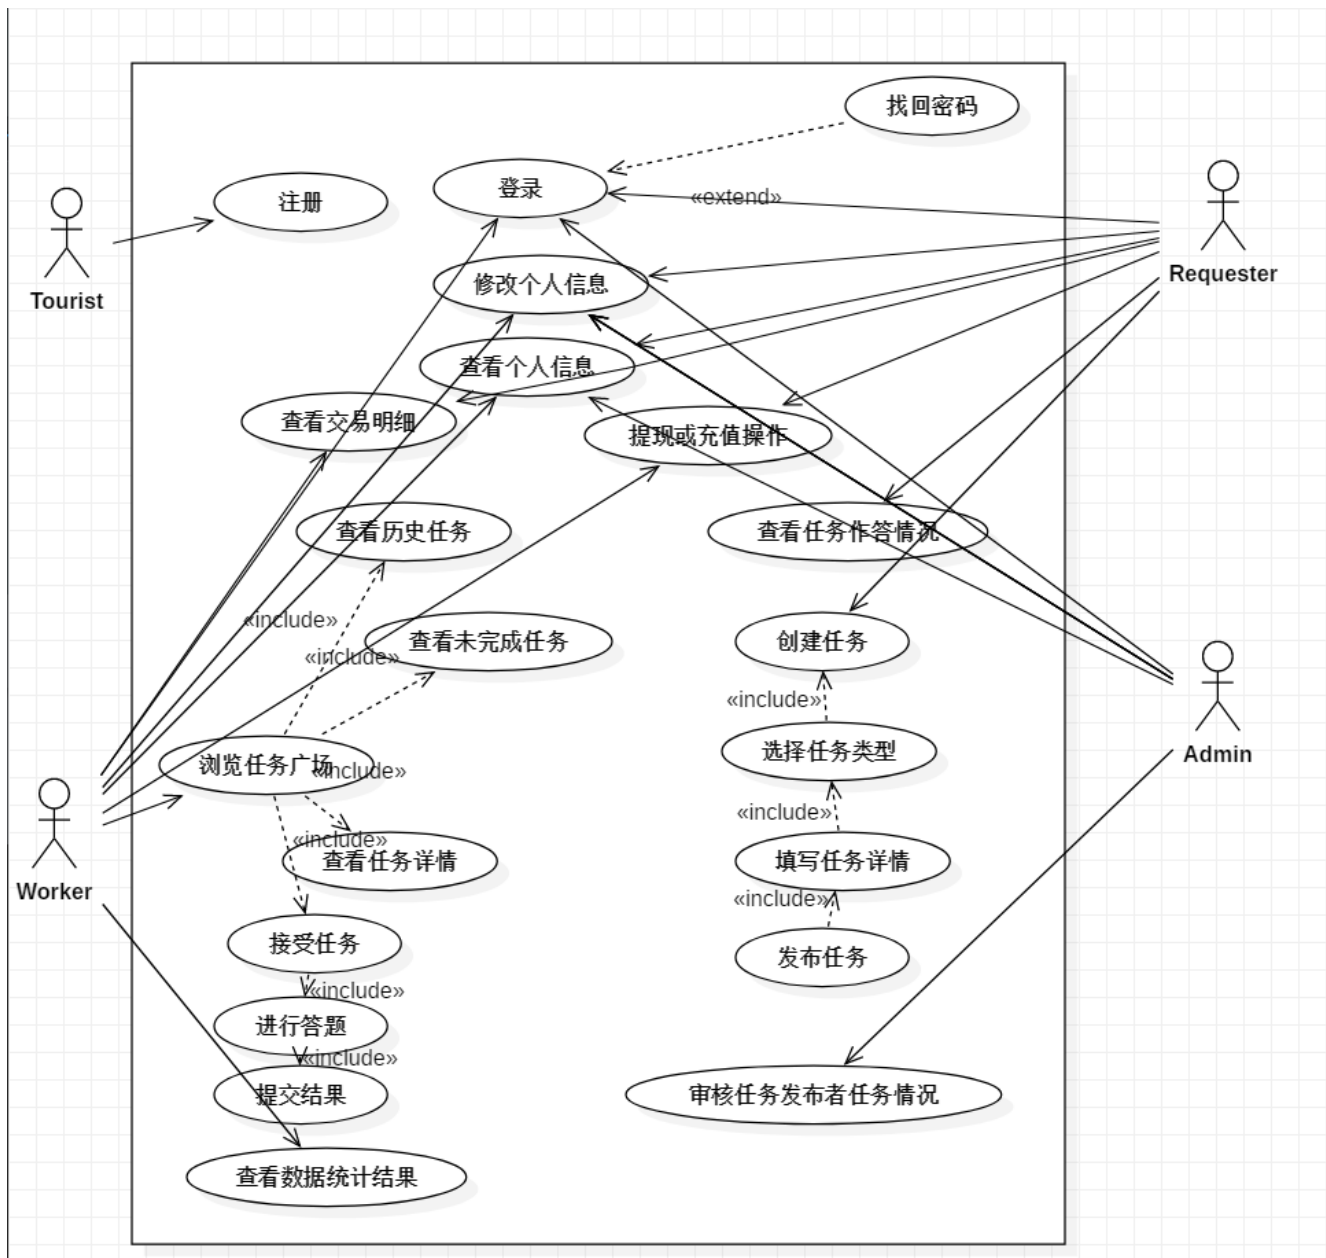 找回密码
登录
注册
«extend»
Requester
修改个人信息
Tourist
查看个人信息
查看交易明细
提现或充值操作
查看历史任务
查看任务作答情况
«include»
查看未完成任务
创建任务
«include»
«include»
选择任务类型
Admin
浏览任务广场
«include»
«include»
«include»
查看任务详情
填写任务详情
Worker
«include»
接受任务
发布任务
«include»
进行答题
«include»
提交结果
审核任务发布者任务情况
查看数据统计结果